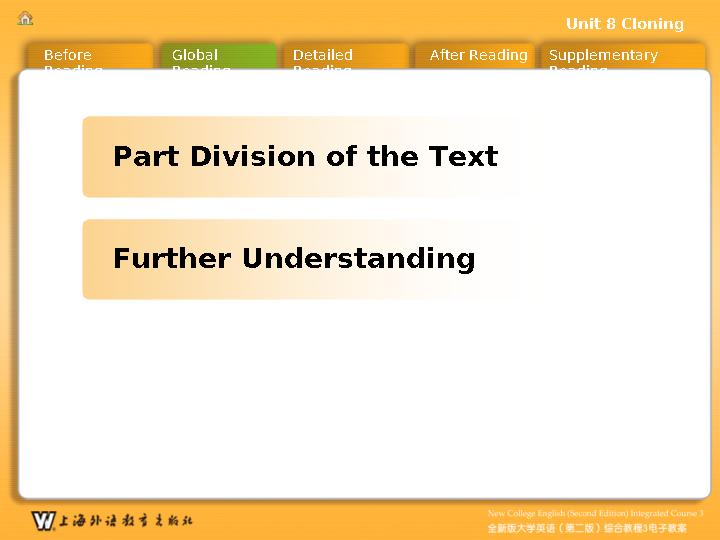 Unit 8 Cloning
Before Reading
Global Reading
Detailed Reading
After Reading
Supplementary Reading
Part Division of the Text
Further Understanding
W 上海外语教育出版社
New College English (Second Edition) Integrated Course 3
全新版大学英语（第二版）综合教程3电子教案